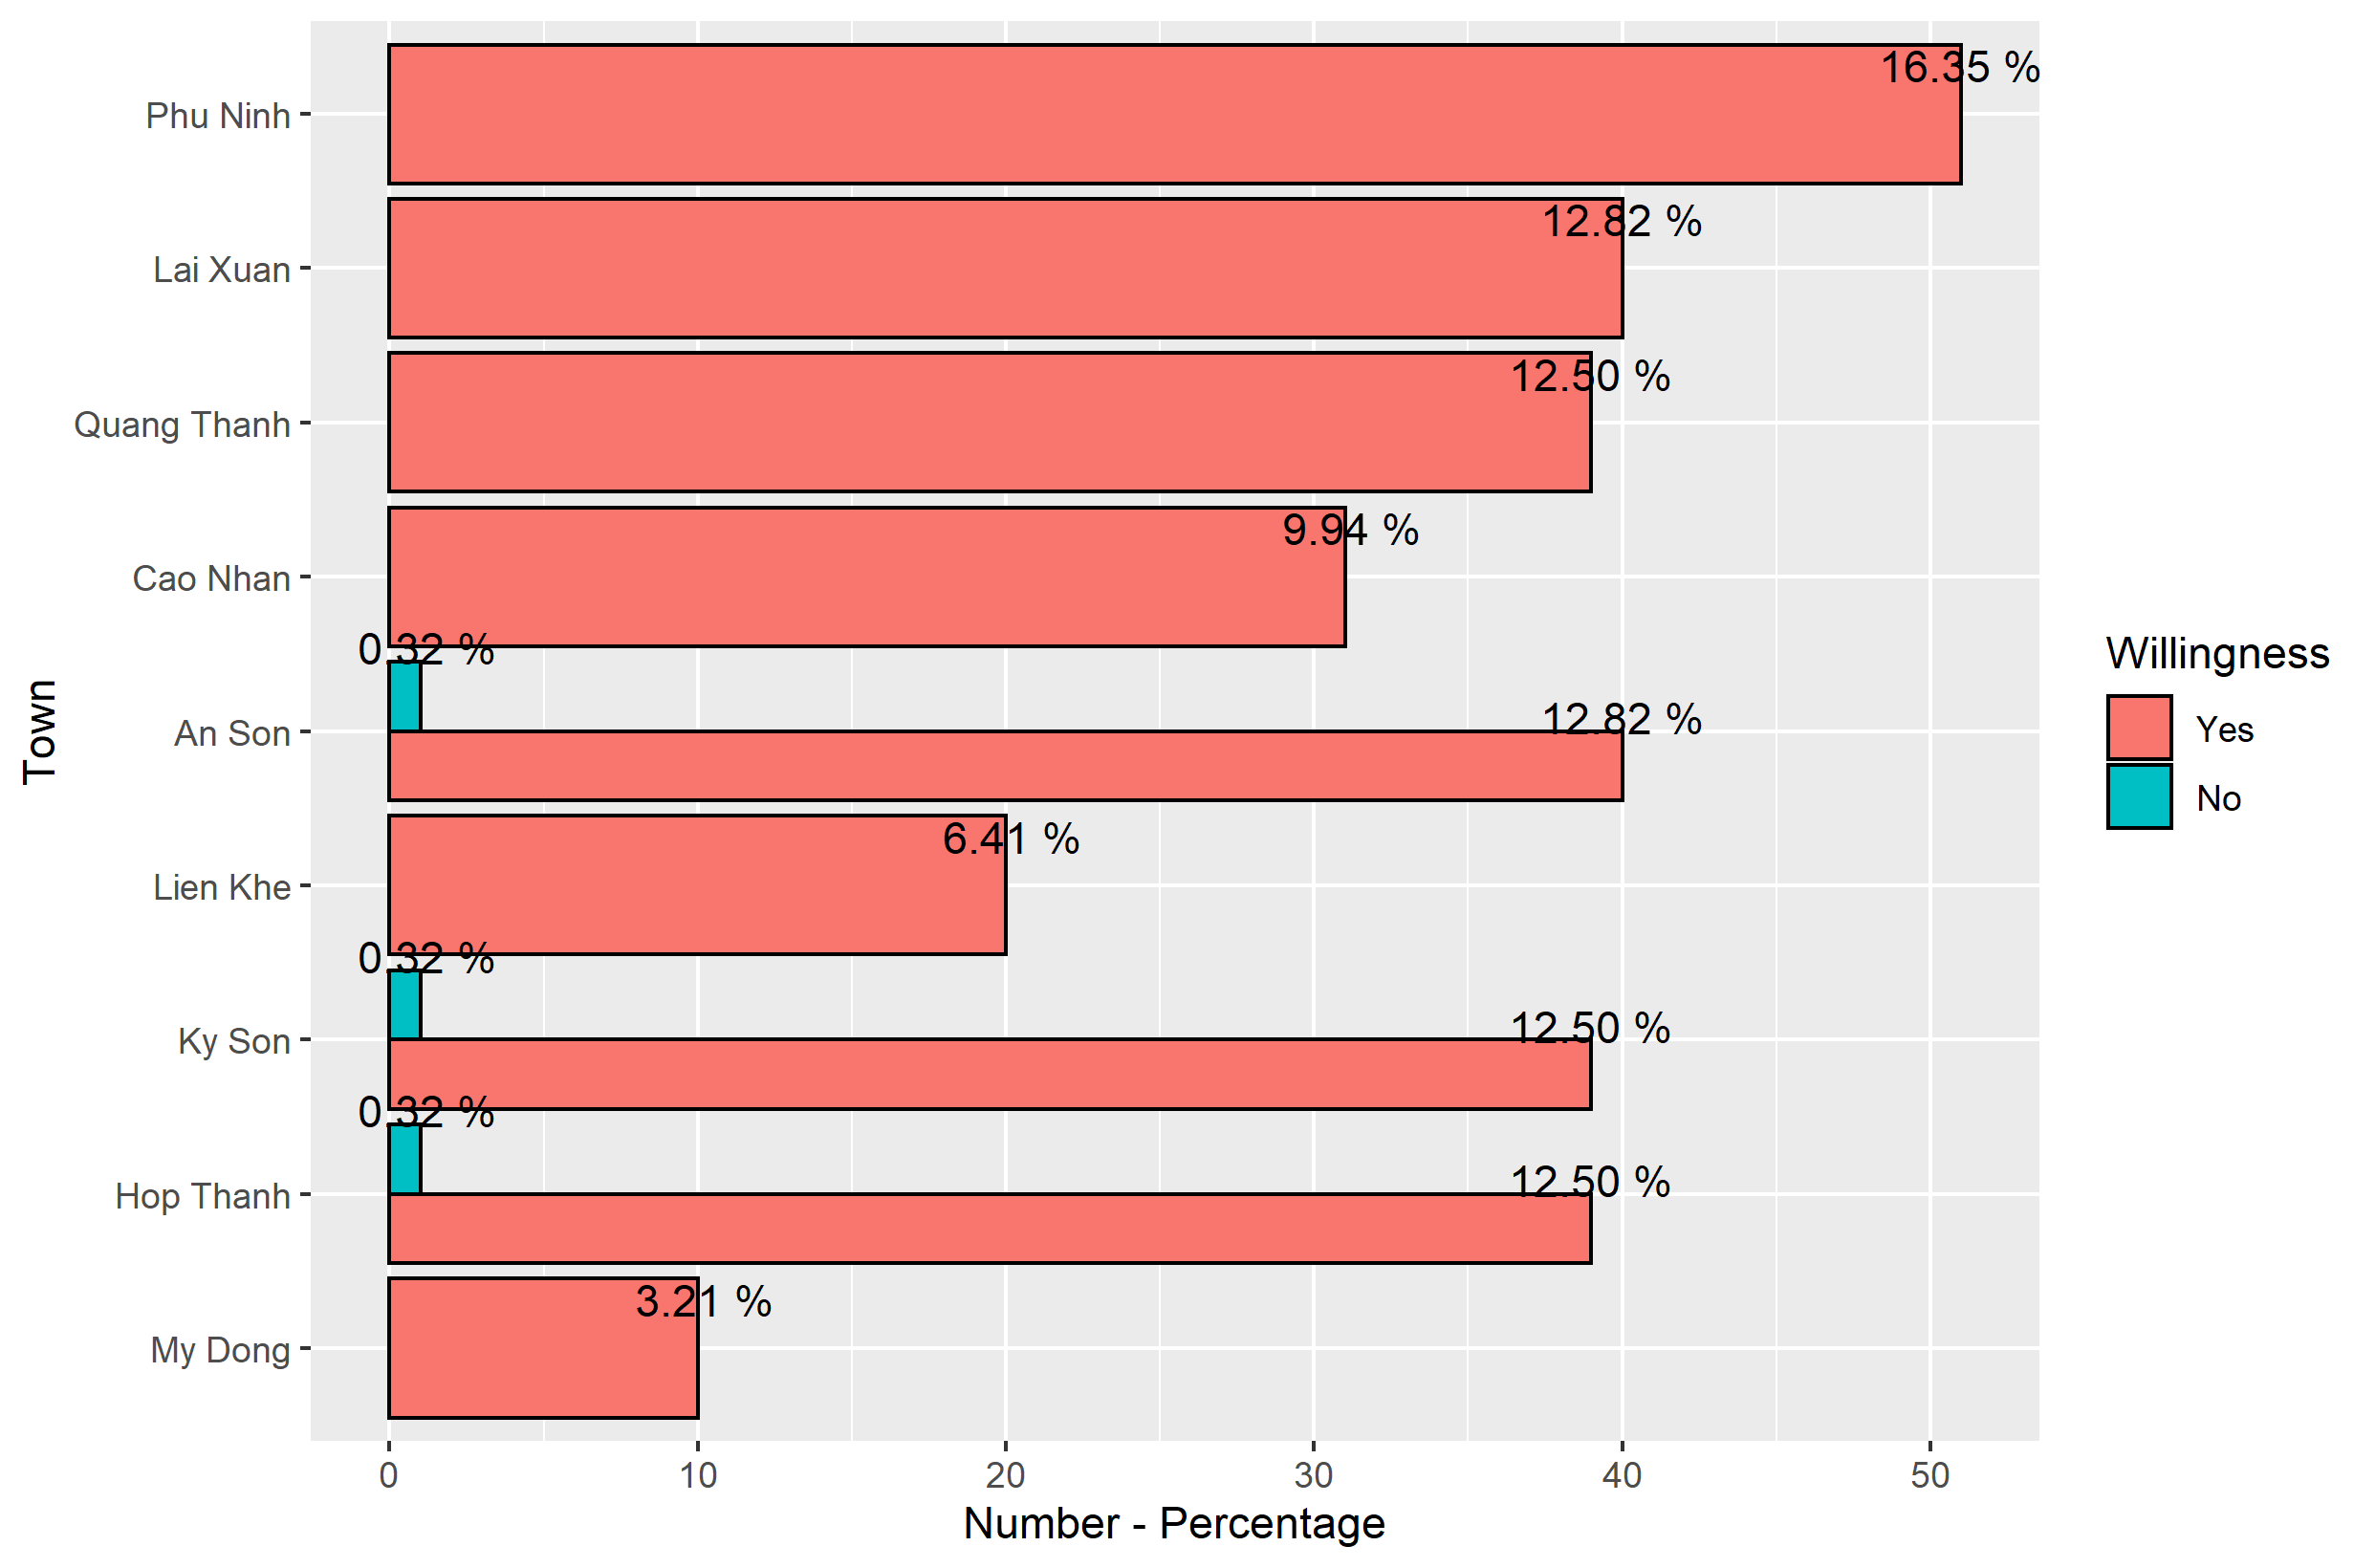 Phu Ninh
16.35 %
Lai Xuan
12.82 %
Quang Thanh
12.50 %
Cao Nhan
9.94 %
An Son
0.32 %
12.82 %
Lien Khe
6.41 %
Ky Son
0.32 %
12.50 %
Hop Thanh
0.32 %
12.50 %
My Dong
3.21 %
Town
0 10 20 30 40 50
Number - Percentage
Willingness
Yes
No